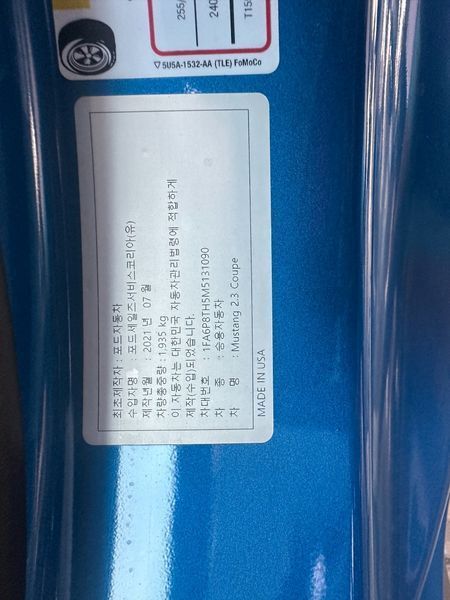 255/
240
T155
▽ 5U5A-1532-AA (TLE) FoMoCo
최초제작자 : 포드자동차
수입자명 : 포드세일즈서비스코리아(유)
제작년월 : 2021 년 07 월
차량총중량 : 1,935 kg
이 자동차는 대한민국 자동차관리법령에 적합하게
제작(수입)되었습니다.
차대번호 : 1FA6P8TH5M5131090
차 종 : 승용자동차
차 명 : Mustang 2.3 Coupe
MADE IN USA